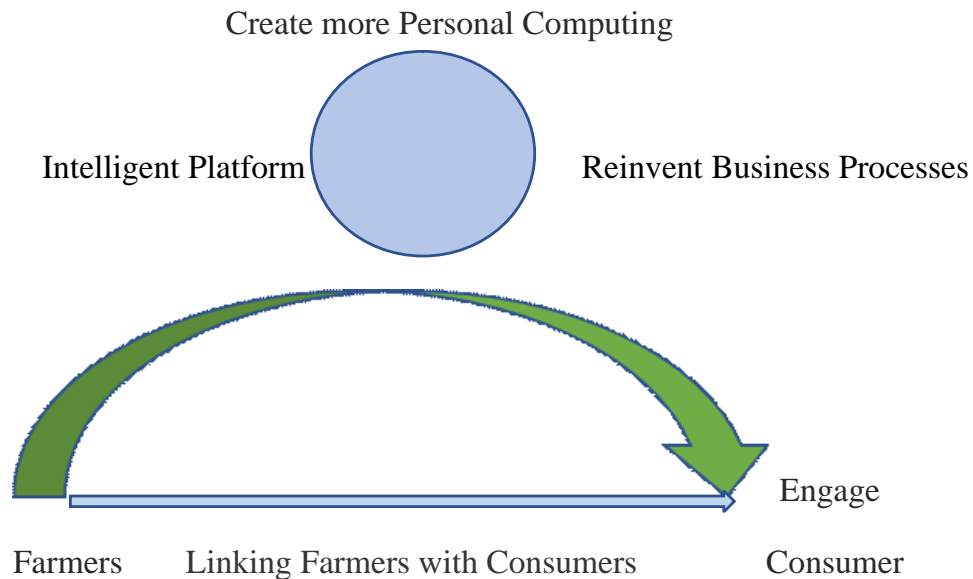 Create more Personal Computing
Intelligent Platform
Reinvent Business Processes
Engage
Farmers
Linking Farmers with Consumers
Consumer